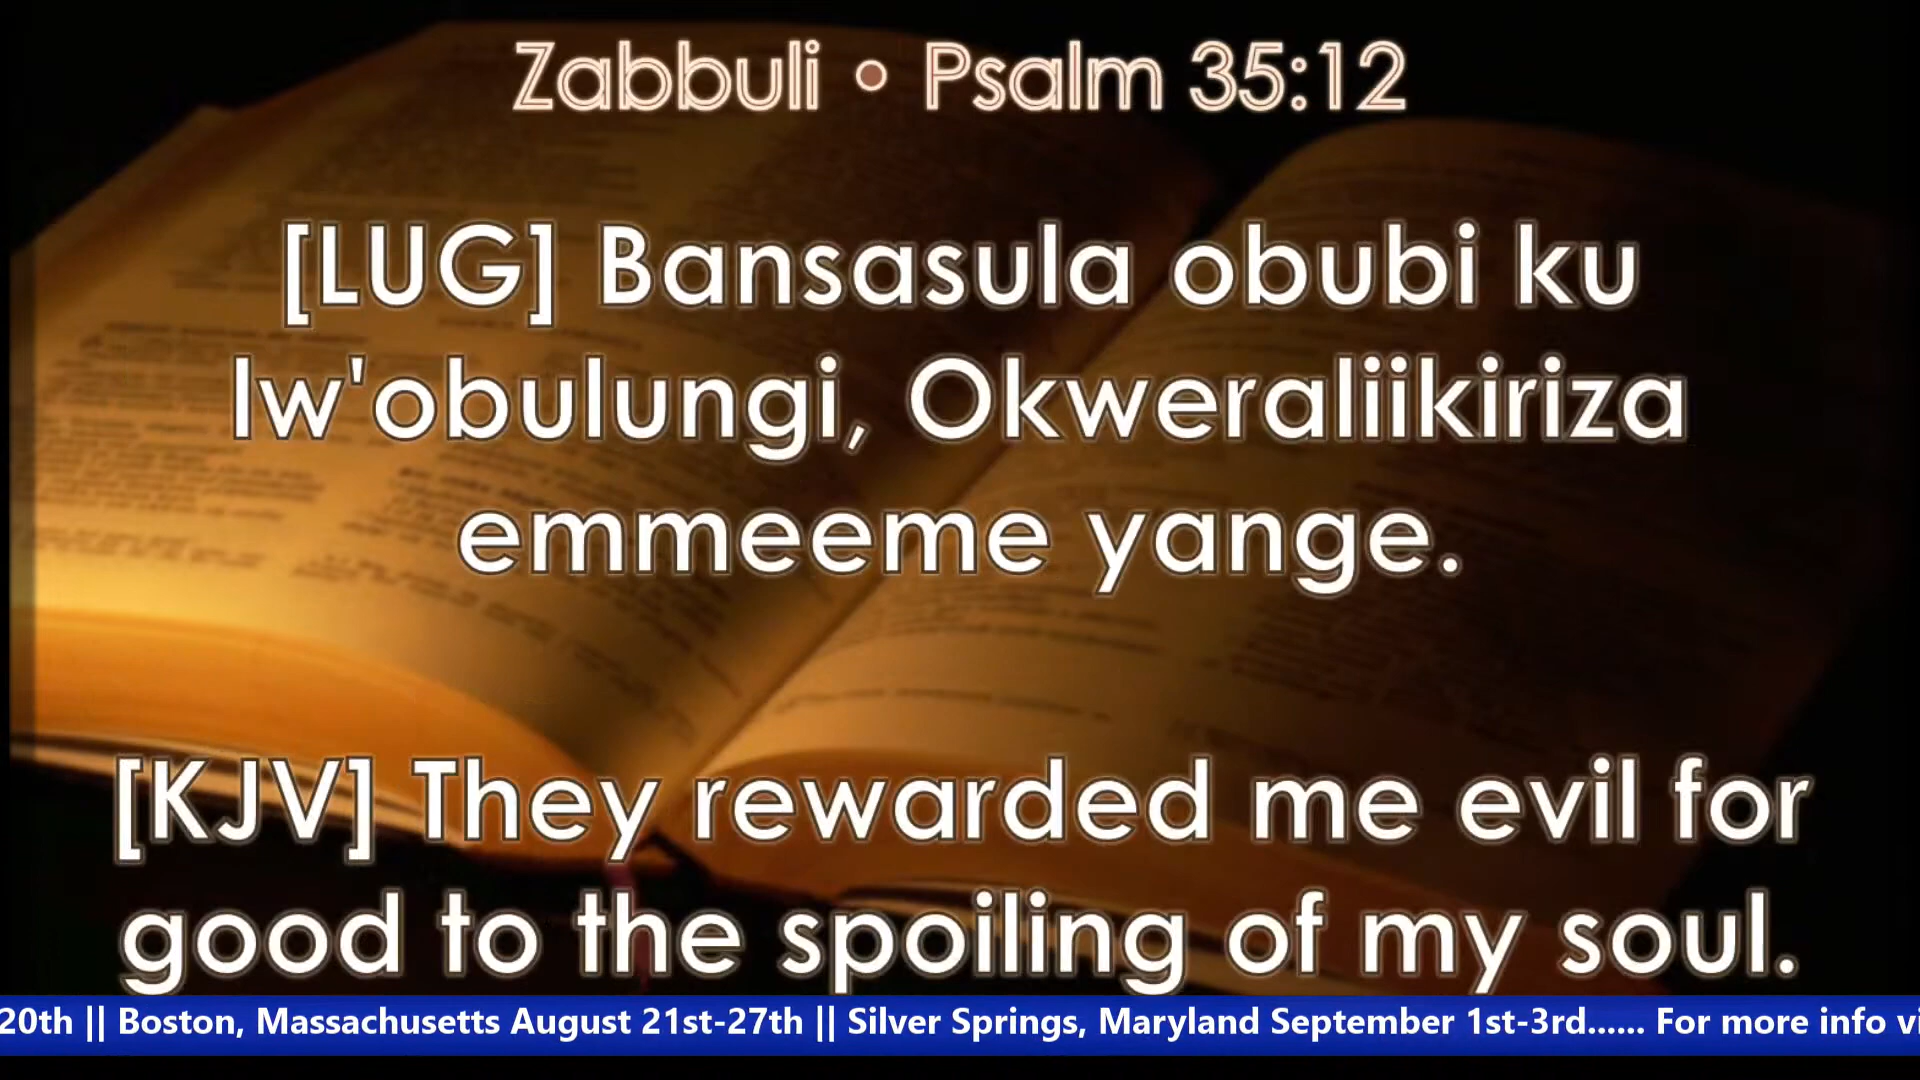 Zabbuli • Psalm 35:12
[LUG] Bansasula obubi ku
lw'obulungi, Okweraliikiriza
emmeeme yange.
[KJV] They rewarded me evil for
good to the spoiling of my soul.
20th || Boston, Massachusetts August 21st-27th || Silver Springs, Maryland September 1st-3rd...... For more info